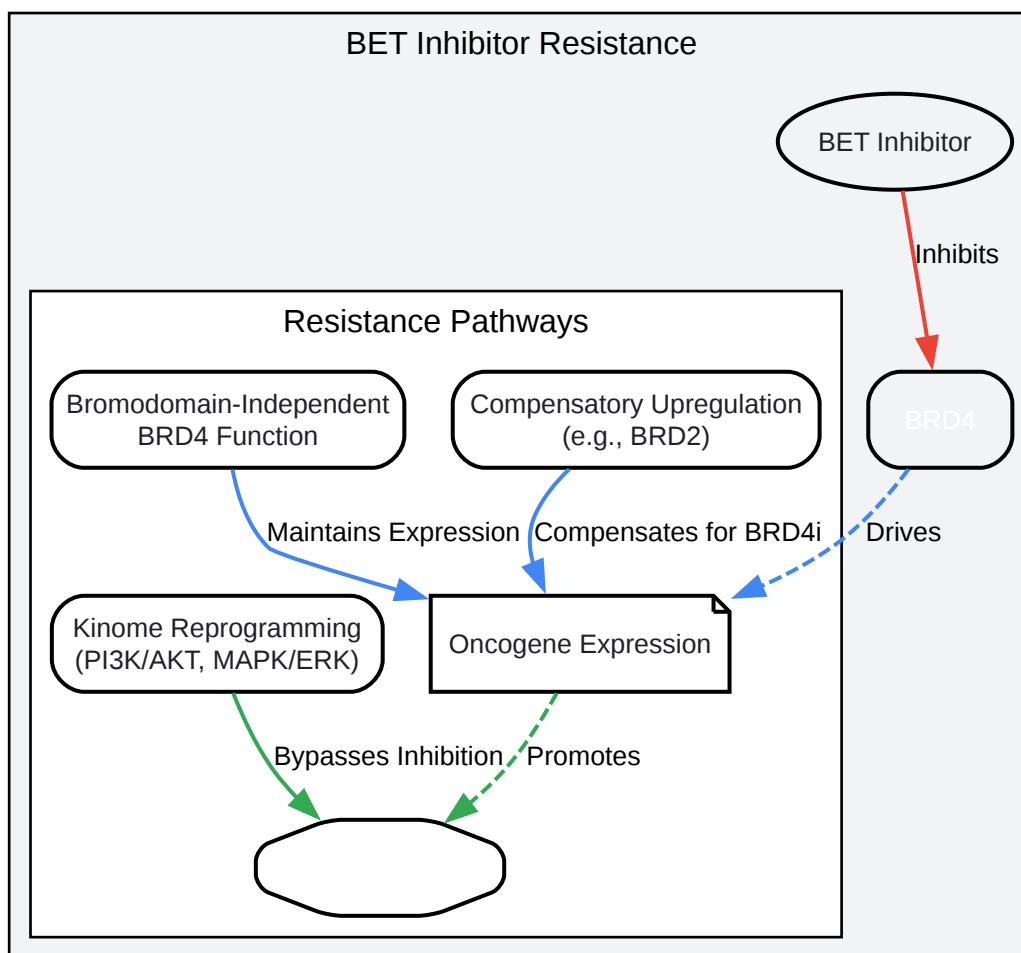 BET Inhibitor Resistance
BET Inhibitor
Inhibits
Resistance Pathways
Bromodomain-Independent
BRD4 Function
Compensatory Upregulation
(e.g., BRD2)
BRD4
Maintains Expression
Compensates for BRD4i
Drives
Kinome Reprogramming
(PI3K/AKT, MAPK/ERK)
Oncogene Expression
Bypasses Inhibition
Promotes